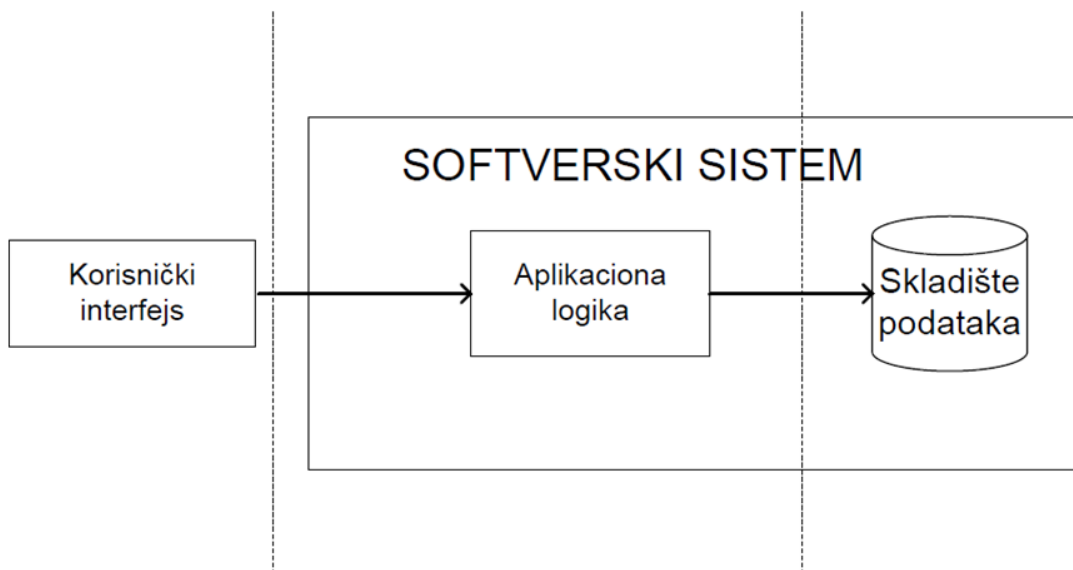 SOFTVERSKI SISTEM
Korisnički
interfejs
Aplikaciona
logika
Skladište
podataka